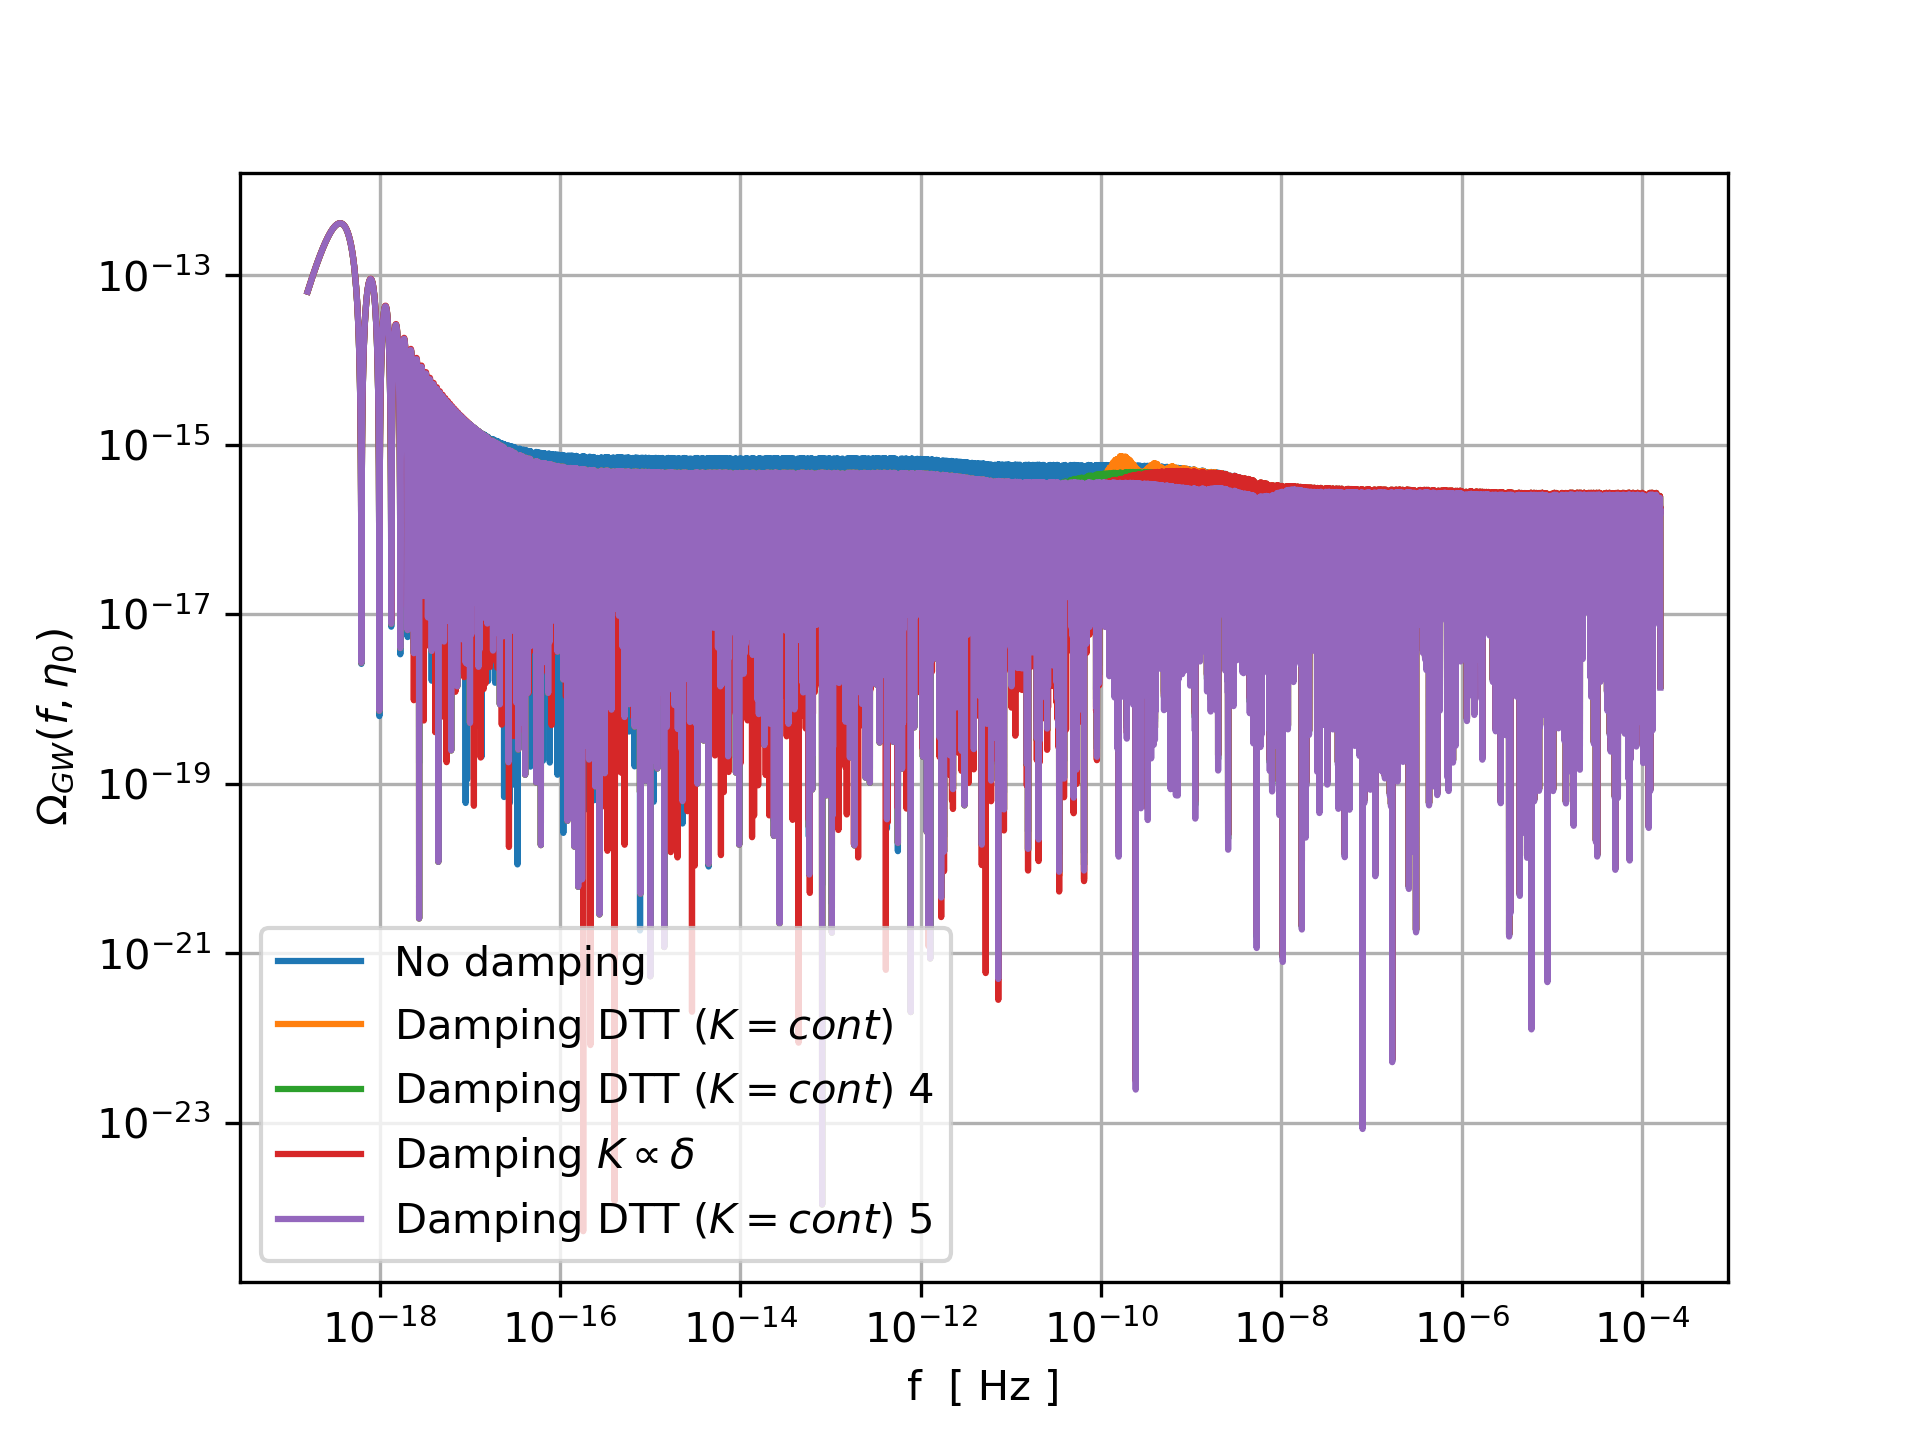 10⁻¹³
10⁻¹⁵
10⁻¹⁷
10⁻¹⁹
10⁻²¹
10⁻²³
Ω_GW(f, η₀)
No damping
Damping DTT (K = cont)
Damping DTT (K = cont) 4
Damping K ∝ δ
Damping DTT (K = cont) 5
10⁻¹⁸ 10⁻¹⁶ 10⁻¹⁴ 10⁻¹² 10⁻¹⁰ 10⁻⁸ 10⁻⁶ 10⁻⁴
f [ Hz ]